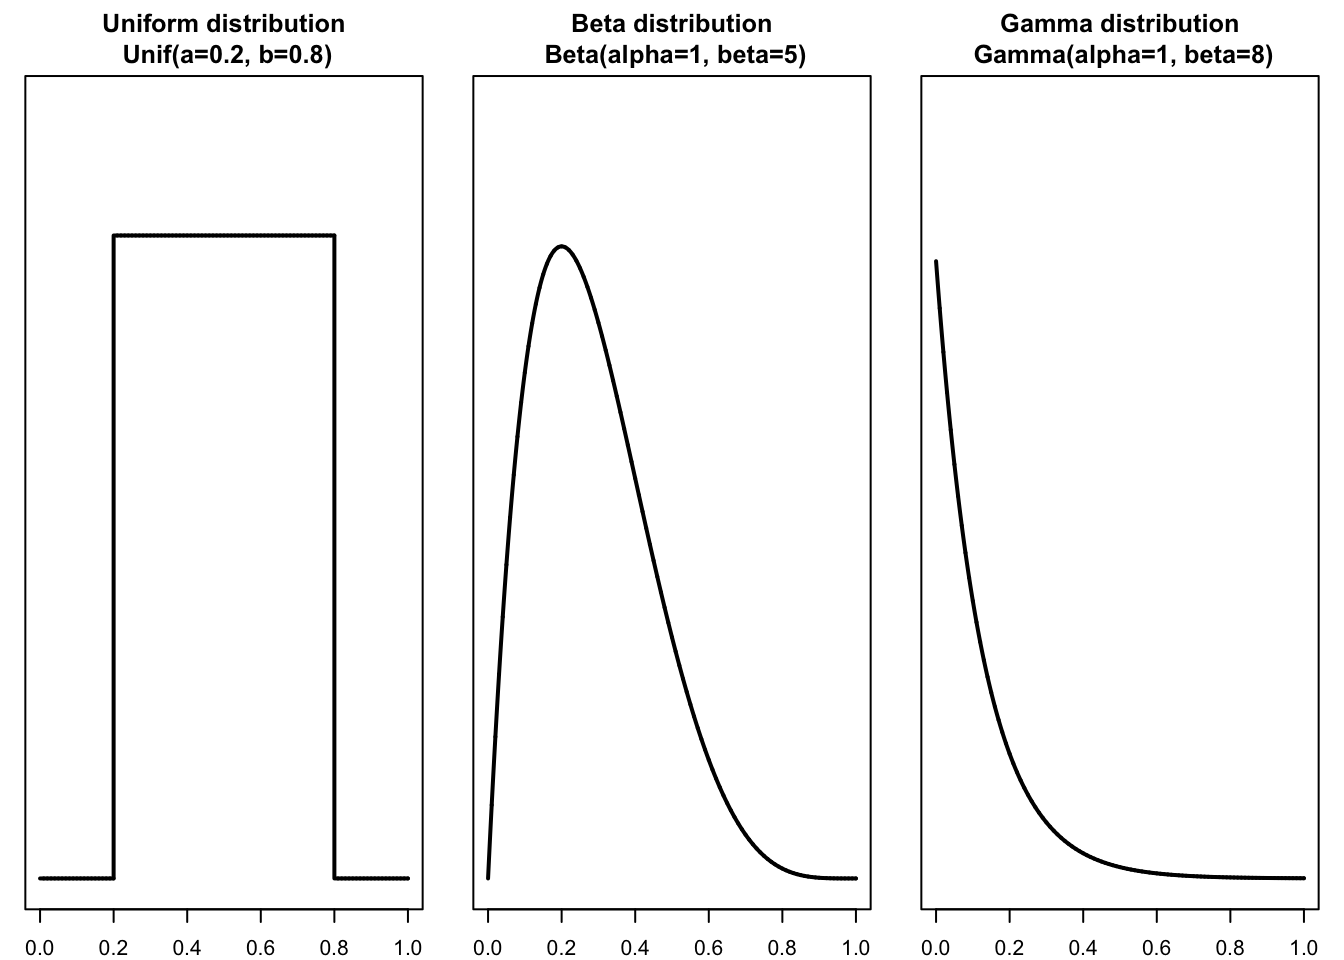 Uniform distribution
Unif(a=0.2, b=0.8)
0.0 0.2 0.4 0.6 0.8 1.0
Beta distribution
Beta(alpha=1, beta=5)
0.0 0.2 0.4 0.6 0.8 1.0
Gamma distribution
Gamma(alpha=1, beta=8)
0.0 0.2 0.4 0.6 0.8 1.0